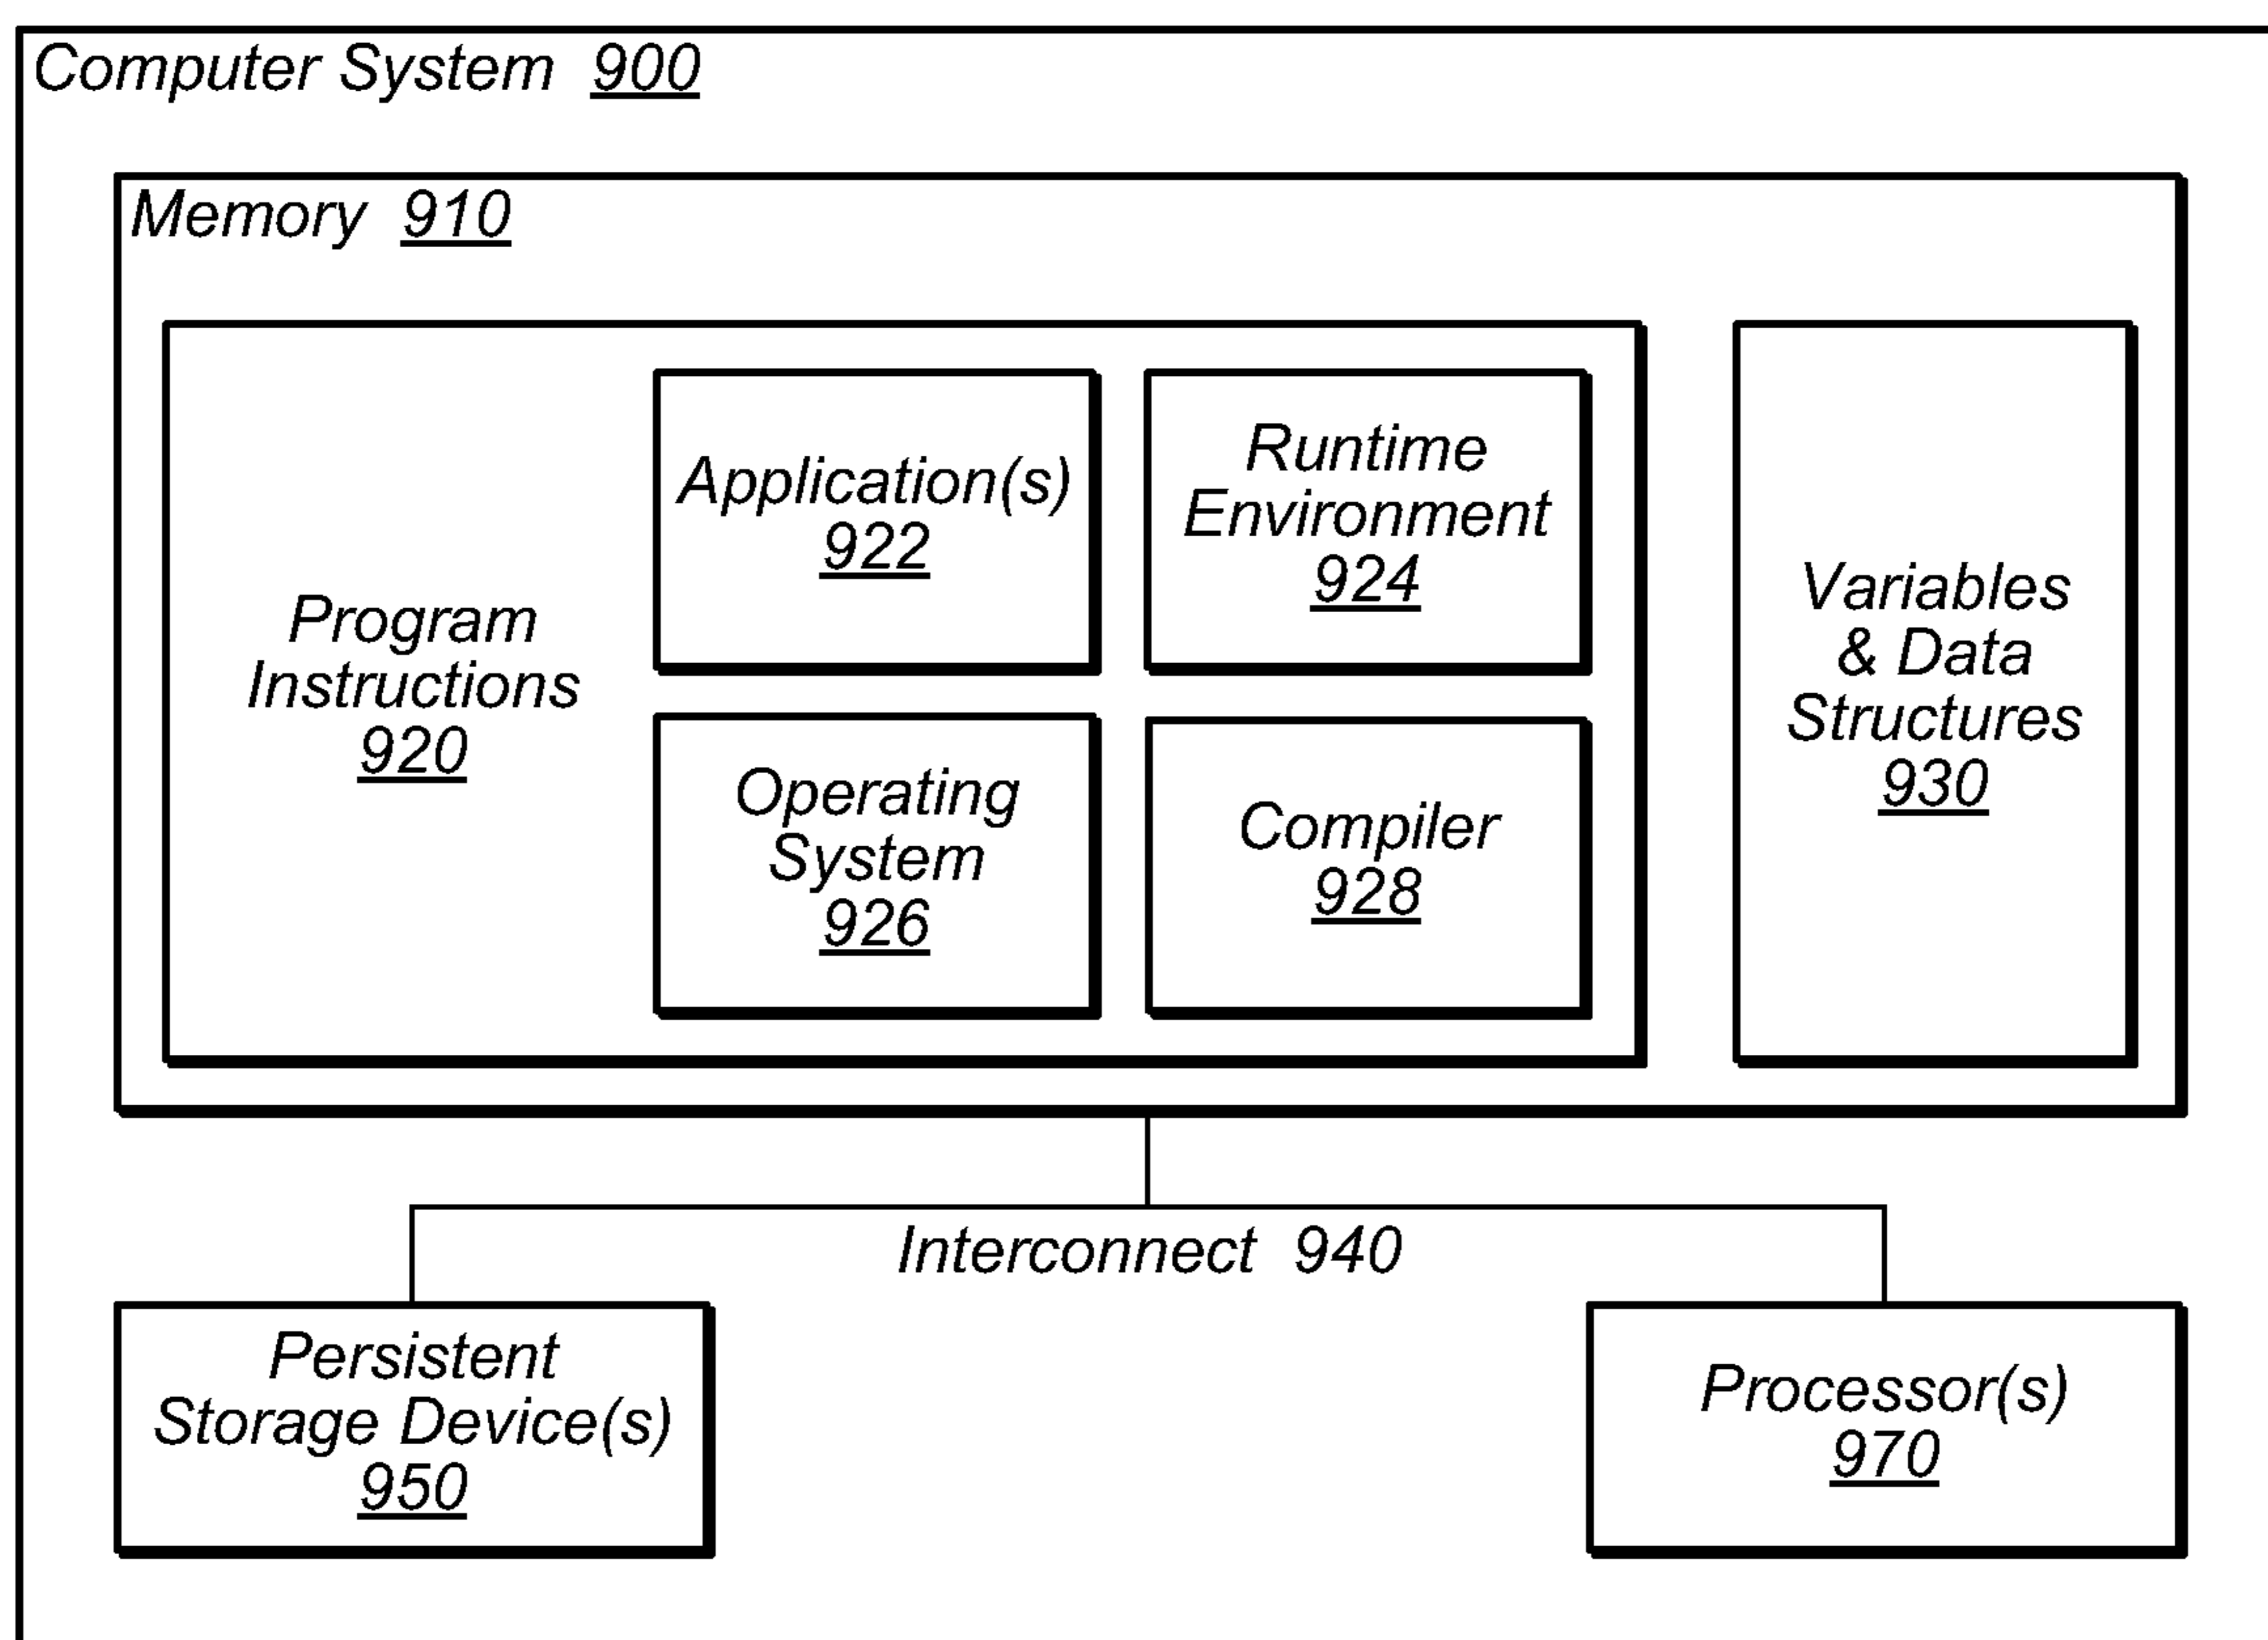 Computer System 900
Memory 910
Program
Instructions
920
Application(s)
922
Runtime
Environment
924
Operating
System
926
Compiler
928
Variables
& Data
Structures
930
Interconnect 940
Persistent
Storage Device(s)
950
Processor(s)
970